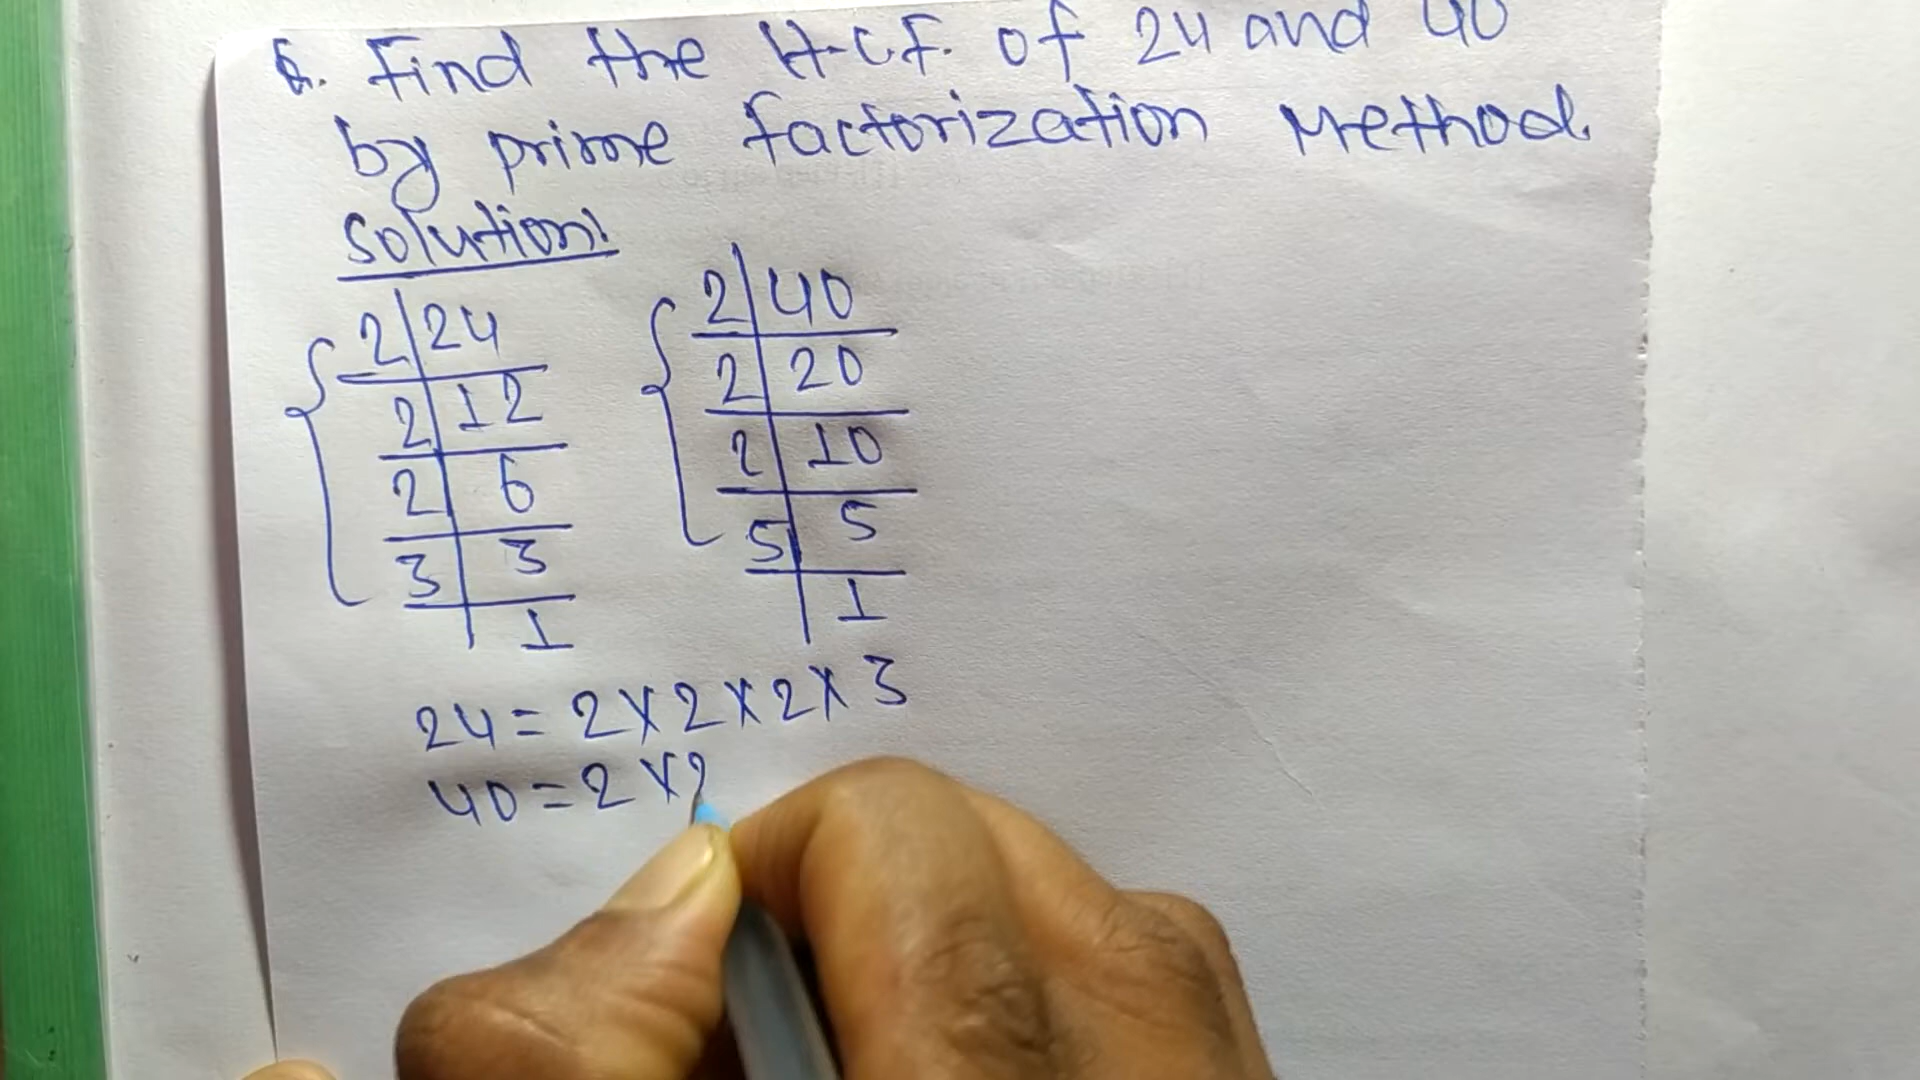 Q. Find the H.C.F. of 24 and 40
by prime factorization Method.
Solution:
2 | 24
2 | 12
2 | 6
3 | 3
1
2 | 40
2 | 20
2 | 10
5 | 5
1
24 = 2 X 2 X 2 X 3
40 = 2 X 2